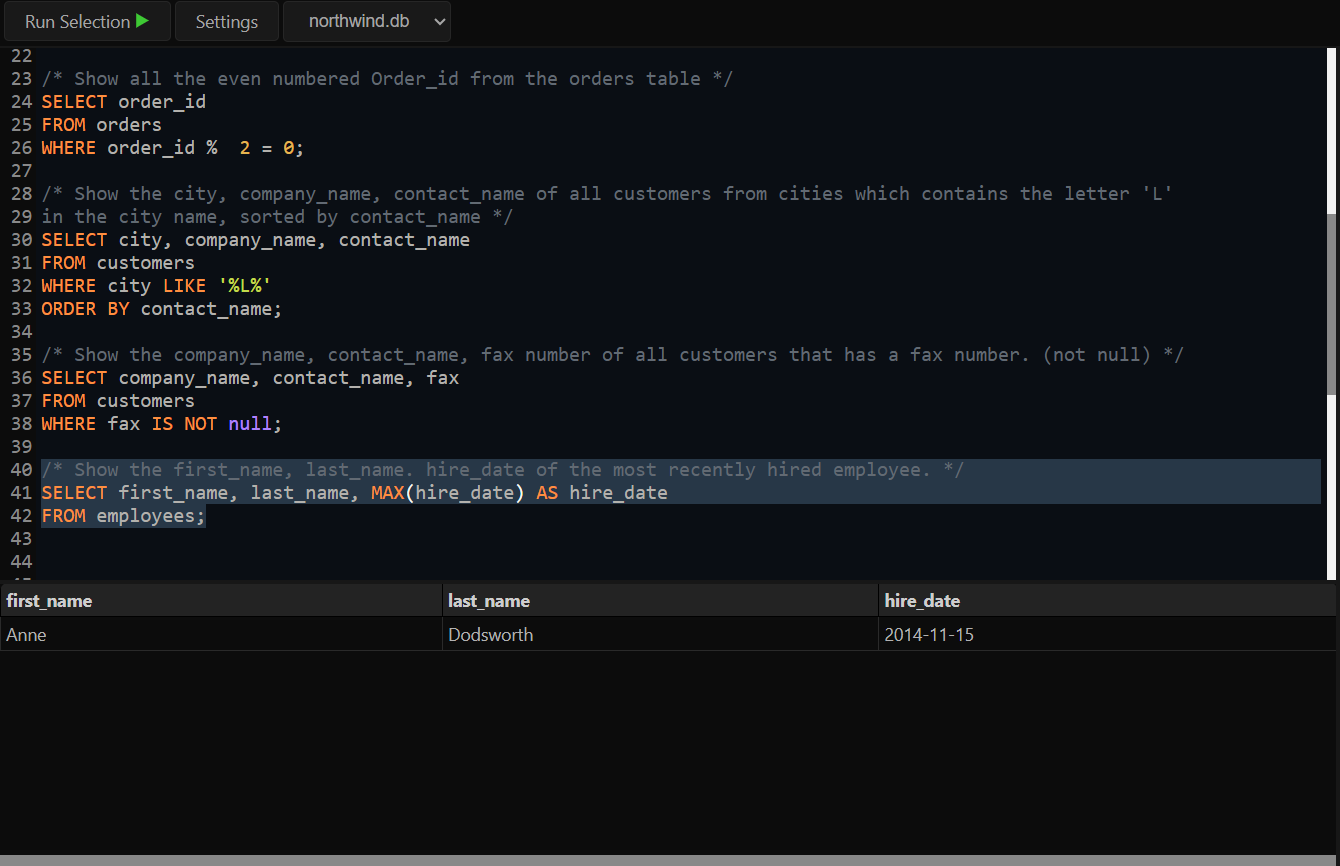 Run Selection
Settings
northwind.db
22
23 /* Show all the even numbered Order_id from the orders table */
24 SELECT order_id
25 FROM orders
26 WHERE order_id %  2 = 0;
27
28 /* Show the city, company_name, contact_name of all customers from cities which contains the letter 'L'
29 in the city name, sorted by contact_name */
30 SELECT city, company_name, contact_name
31 FROM customers
32 WHERE city LIKE '%L%'
33 ORDER BY contact_name;
34
35 /* Show the company_name, contact_name, fax number of all customers that has a fax number. (not null) */
36 SELECT company_name, contact_name, fax
37 FROM customers
38 WHERE fax IS NOT null;
39
40 /* Show the first_name, last_name. hire_date of the most recently hired employee. */
41 SELECT first_name, last_name, MAX(hire_date) AS hire_date
42 FROM employees;
43
44
first_name last_name hire_date
Anne Dodsworth 2014-11-15